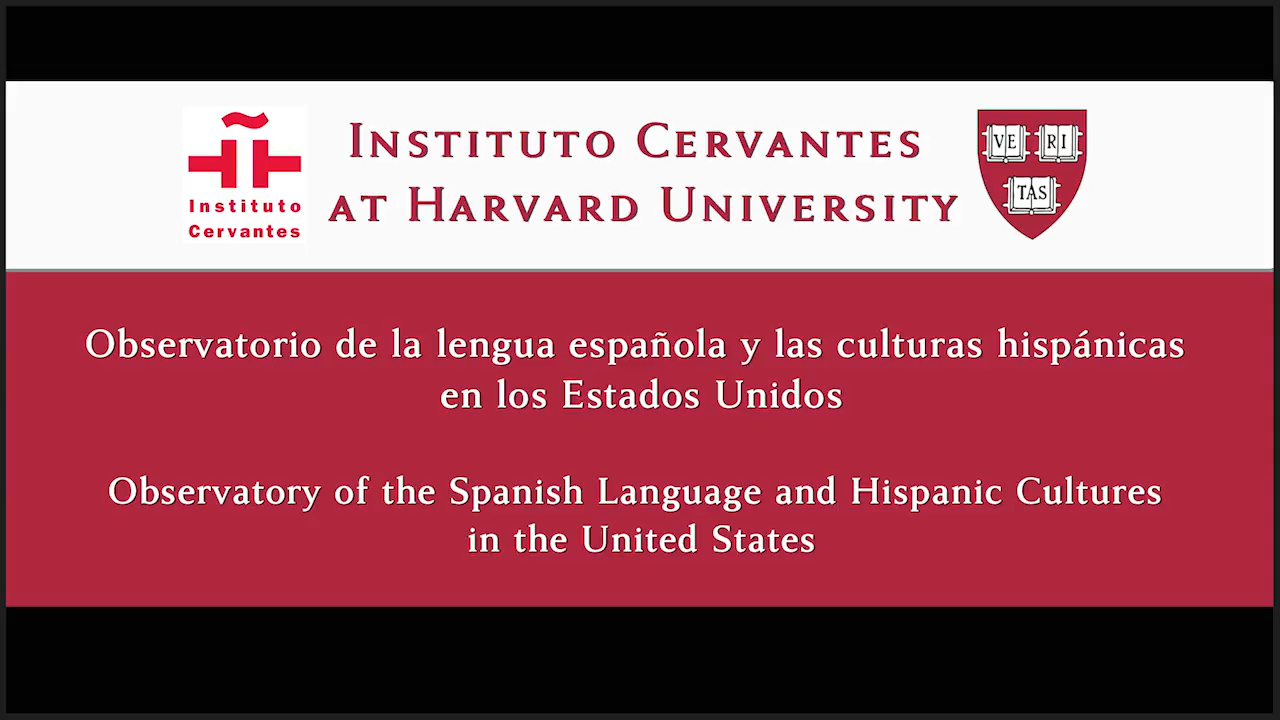 Instituto
Cervantes
INSTITUTO CERVANTES
AT HARVARD UNIVERSITY
VE RI
TAS
Observatorio de la lengua española y las culturas hispánicas
en los Estados Unidos
Observatory of the Spanish Language and Hispanic Cultures
in the United States